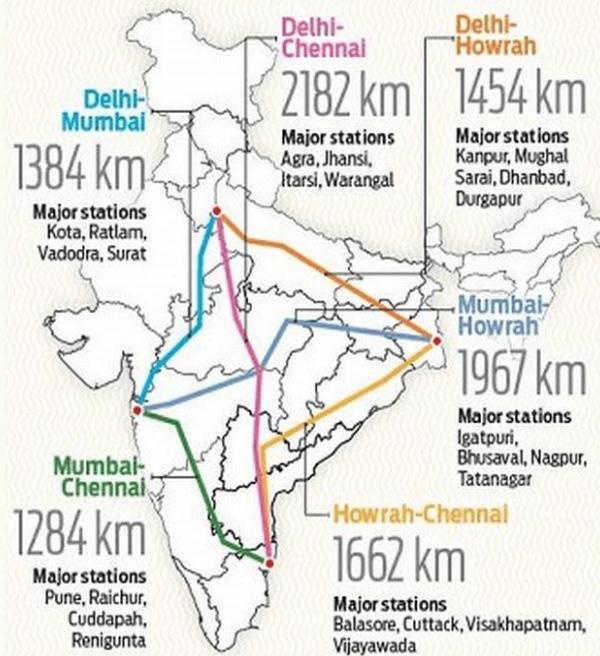 Delhi-
Chennai
2182 km
Major stations
Agra, Jhansi,
Itarsi, Warangal
Delhi-
Howrah
1454 km
Major stations
Kanpur, Mughal
Sarai, Dhanbad,
Durgapur
Delhi-
Mumbai
1384 km
Major stations
Kota, Ratlam,
Vadodra, Surat
Mumbai-
Howrah
1967 km
Major stations
Igatpuri,
Bhusaval, Nagpur,
Tatanagar
Mumbai-
Chennai
1284 km
Major stations
Pune, Raichur,
Cuddapah,
Renigunta
Howrah-Chennai
1662 km
Major stations
Balasore, Cuttack, Visakhapatnam,
Vijayawada